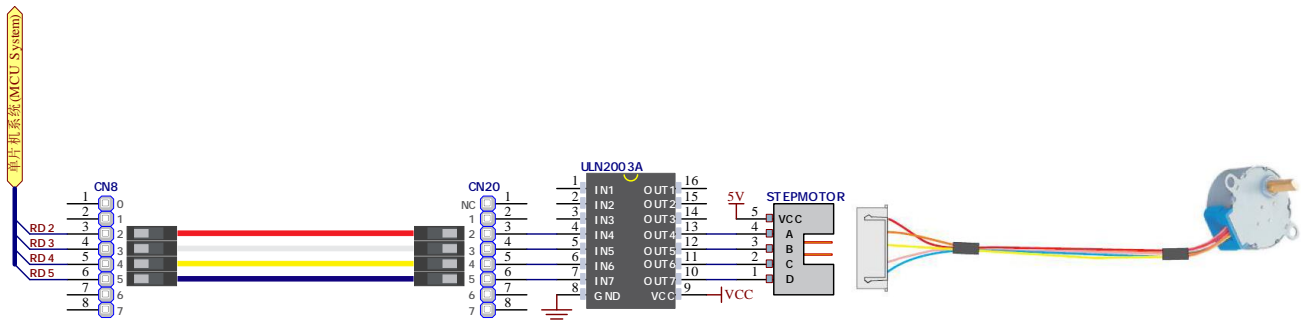 单片机系统(MCU System)
RD2
RD3
RD4
RD5
CN8
1 0
2 1
3 2
4 3
5 4
6 5
7 6
8 7
CN20
NC 1
1 2
2 3
3 4
4 5
5 6
6 7
7 8
ULN2003A
1 IN1 OUT1 16
2 IN2 OUT2 15
3 IN3 OUT3 14
4 IN4 OUT4 13
5 IN5 OUT5 12
6 IN6 OUT6 11
7 IN7 OUT7 10
8 GND VCC 9
VCC
STEPMOTOR
5V
5 VCC
4 A
3 B
2 C
1 D